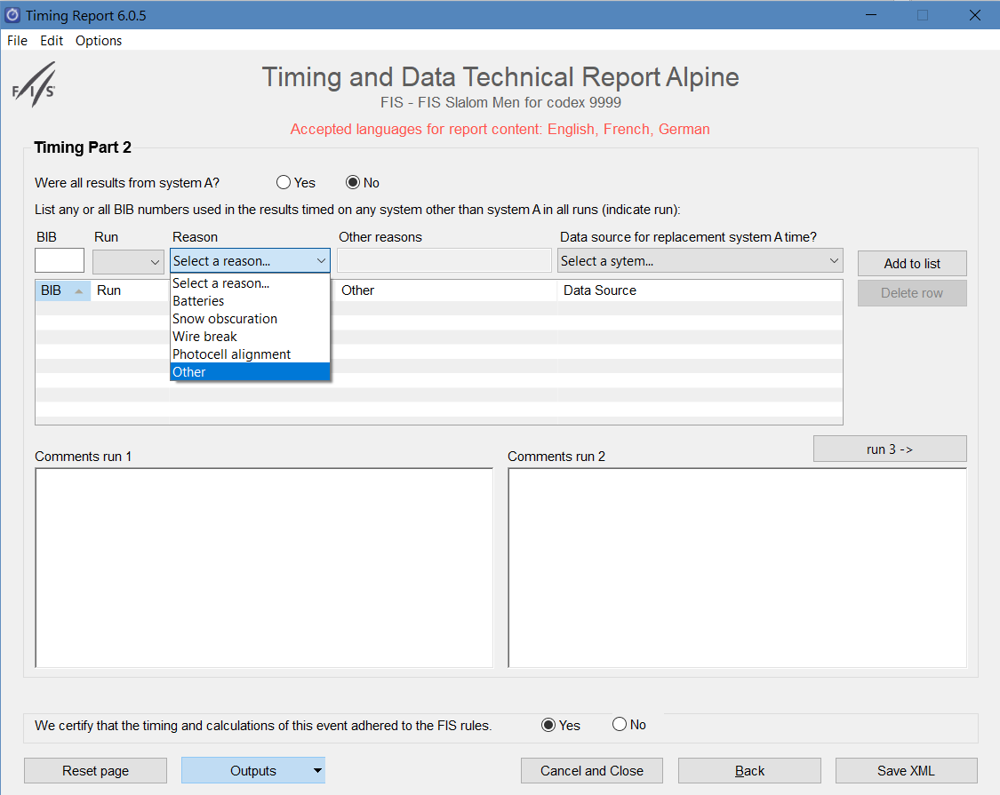 Timing Report 6.0.5
File Edit Options
FIS
Timing and Data Technical Report Alpine
FIS - FIS Slalom Men for codex 9999
Accepted languages for report content: English, French, German
Timing Part 2
Were all results from system A? Yes No
List any or all BIB numbers used in the results timed on any system other than system A in all runs (indicate run):
BIB Run Reason Other reasons Data source for replacement system A time?
Select a reason... Select a sytem... Add to list
BIB Run Other Data Source Delete row
Select a reason...
Batteries
Snow obscuration
Wire break
Photocell alignment
Other
run 3 ->
Comments run 1 Comments run 2
We certify that the timing and calculations of this event adhered to the FIS rules. Yes No
Reset page Outputs Cancel and Close Back Save XML